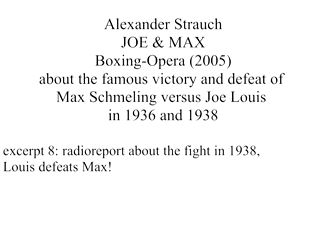 Alexander Strauch
JOE & MAX
Boxing-Opera (2005)
about the famous victory and defeat of
Max Schmeling versus Joe Louis
in 1936 and 1938
excerpt 8: radioreport about the fight in 1938,
Louis defeats Max!